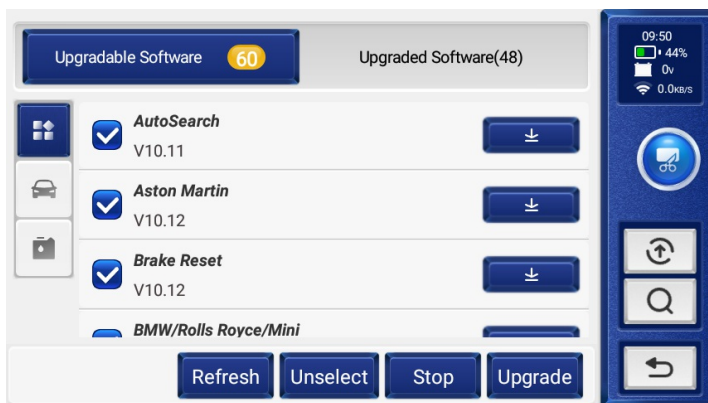 Upgradable Software 60
Upgraded Software(48)
09:50
44%
0v
0.0KB/S
AutoSearch
V10.11
Aston Martin
V10.12
Brake Reset
V10.12
BMW/Rolls Royce/Mini
Refresh
Unselect
Stop
Upgrade